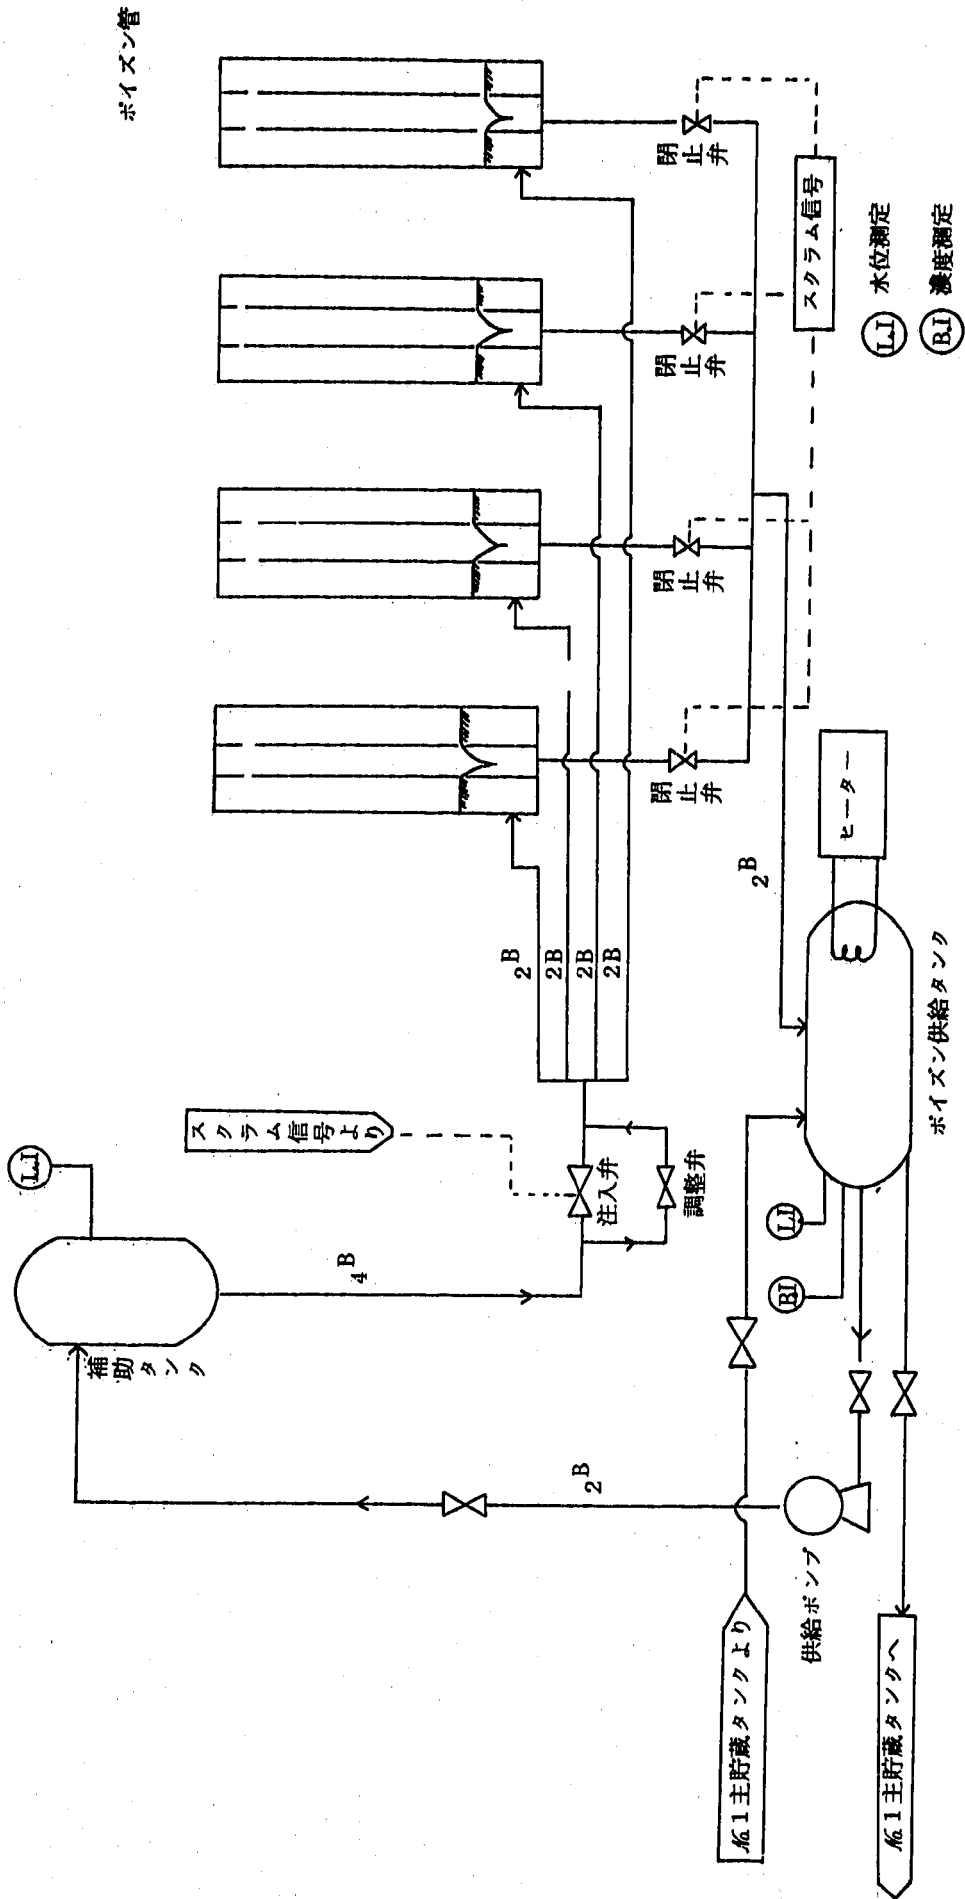 L.I
ポイズン管
補助タンク
スクラム信号より
4B
2B
2B
2B
2B
2B
注入弁
調整弁
閉止弁
閉止弁
閉止弁
閉止弁
2B
№1主貯蔵タンクより
供給ポンプ
BI
LI
ヒーター
スクラム信号
№1主貯蔵タンクへ
ポイズン供給タンク
L.I 水位測定
B.I 濃度測定